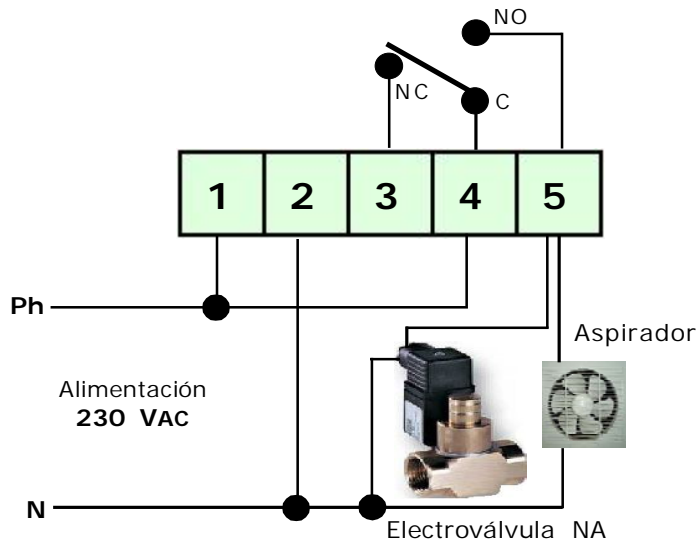 NO
NC
C
1 2 3 4 5
Ph
Aspirador
Alimentación
230 VAC
N
Electroválvula NA